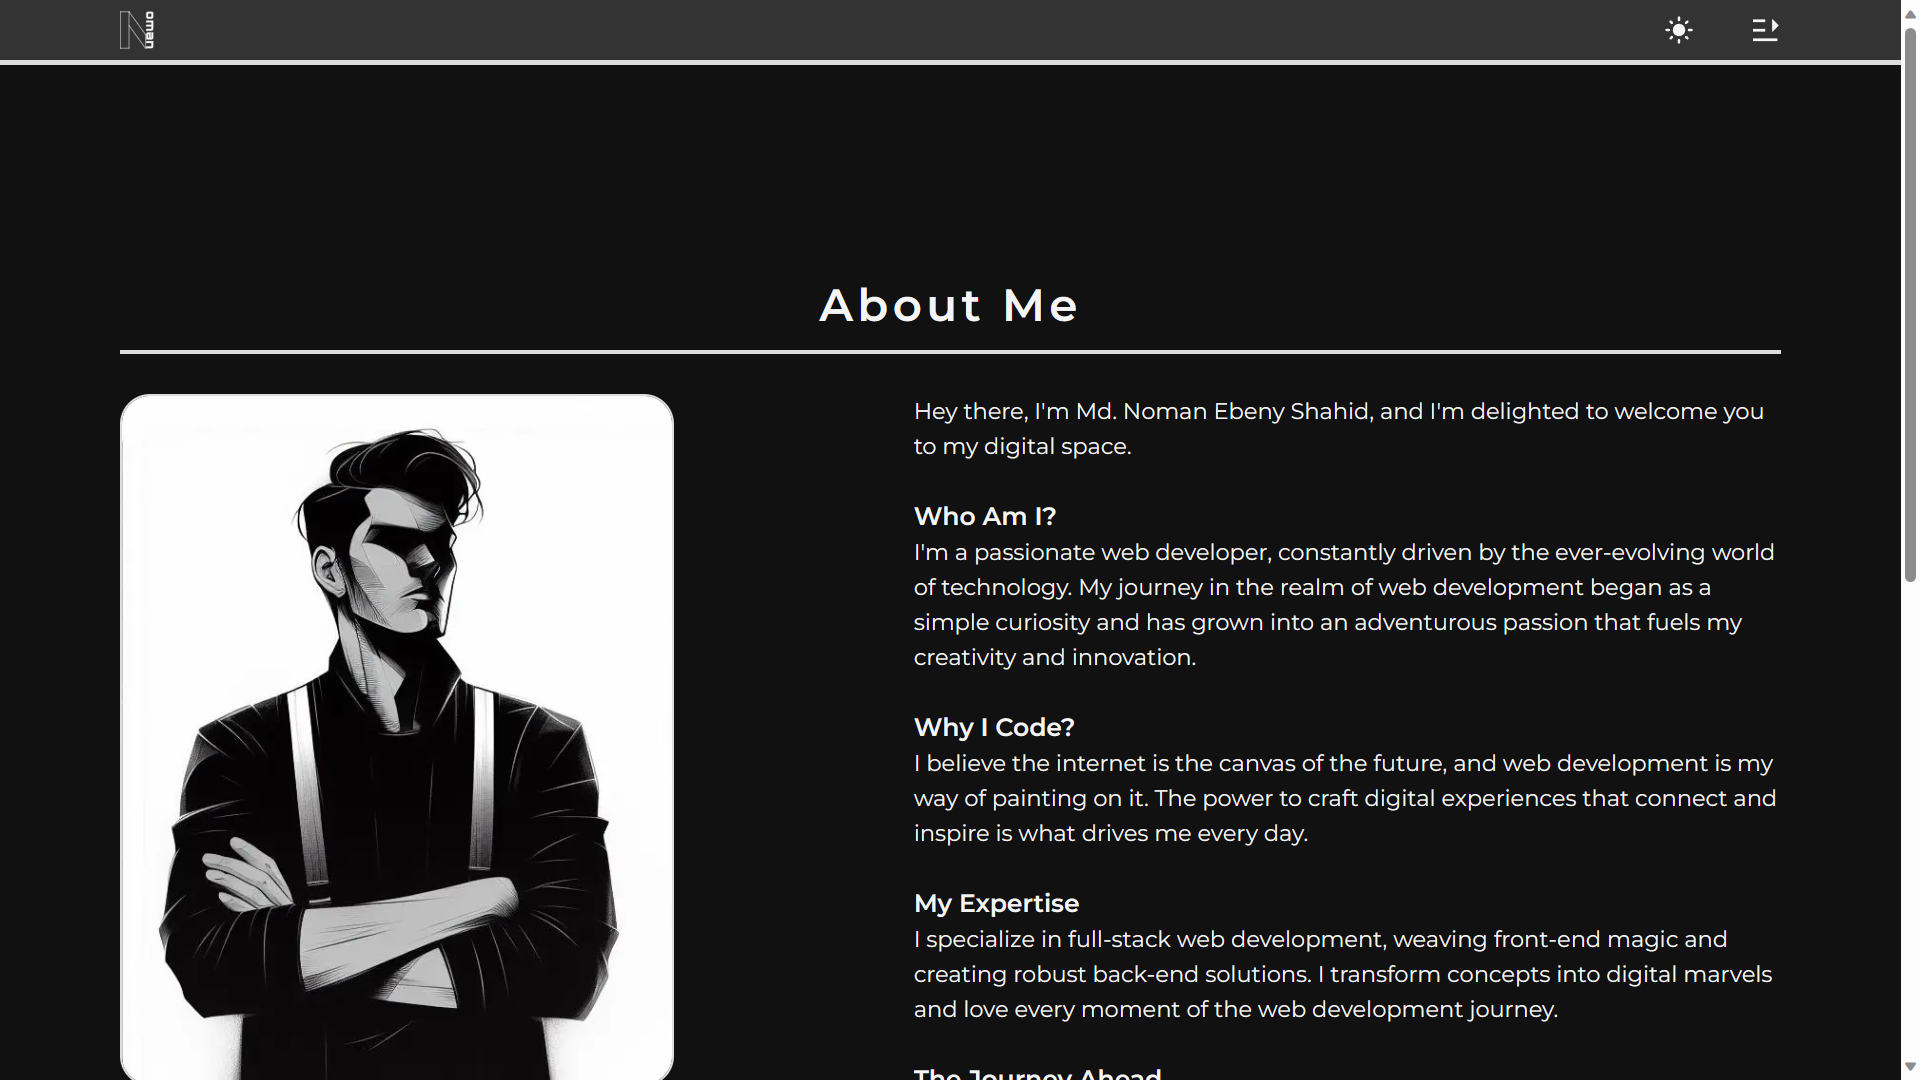 Noman
About Me
Hey there, I'm Md. Noman Ebeny Shahid, and I'm delighted to welcome you
to my digital space.
Who Am I?
I'm a passionate web developer, constantly driven by the ever-evolving world
of technology. My journey in the realm of web development began as a
simple curiosity and has grown into an adventurous passion that fuels my
creativity and innovation.
Why I Code?
I believe the internet is the canvas of the future, and web development is my
way of painting on it. The power to craft digital experiences that connect and
inspire is what drives me every day.
My Expertise
I specialize in full-stack web development, weaving front-end magic and
creating robust back-end solutions. I transform concepts into digital marvels
and love every moment of the web development journey.
The Journey Ahead